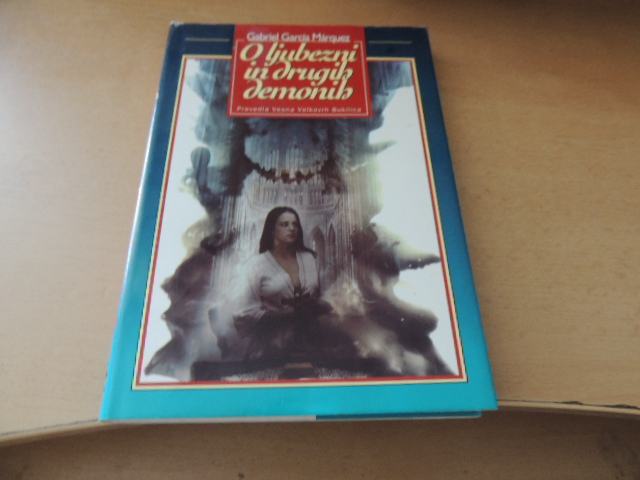 Gabriel García Márquez
O ljubezni
in drugih
demonih
Prevedla Vesna Velkovrh Bukilica